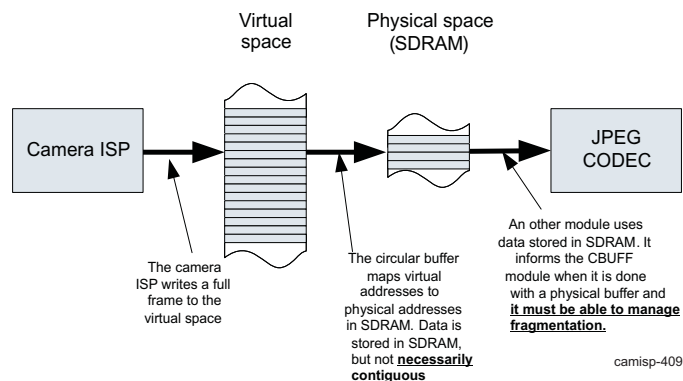 Virtual
space
Physical space
(SDRAM)
Camera ISP
JPEG
CODEC
The camera
ISP writes a full
frame to the
virtual space
The circular buffer
maps virtual
addresses to
physical addresses
in SDRAM. Data is
stored in SDRAM,
but not necessarily
contiguous
An other module uses
data stored in SDRAM. It
informs the CBUFF
module when it is done
with a physical buffer and
it must be able to manage
fragmentation.
camisp-409